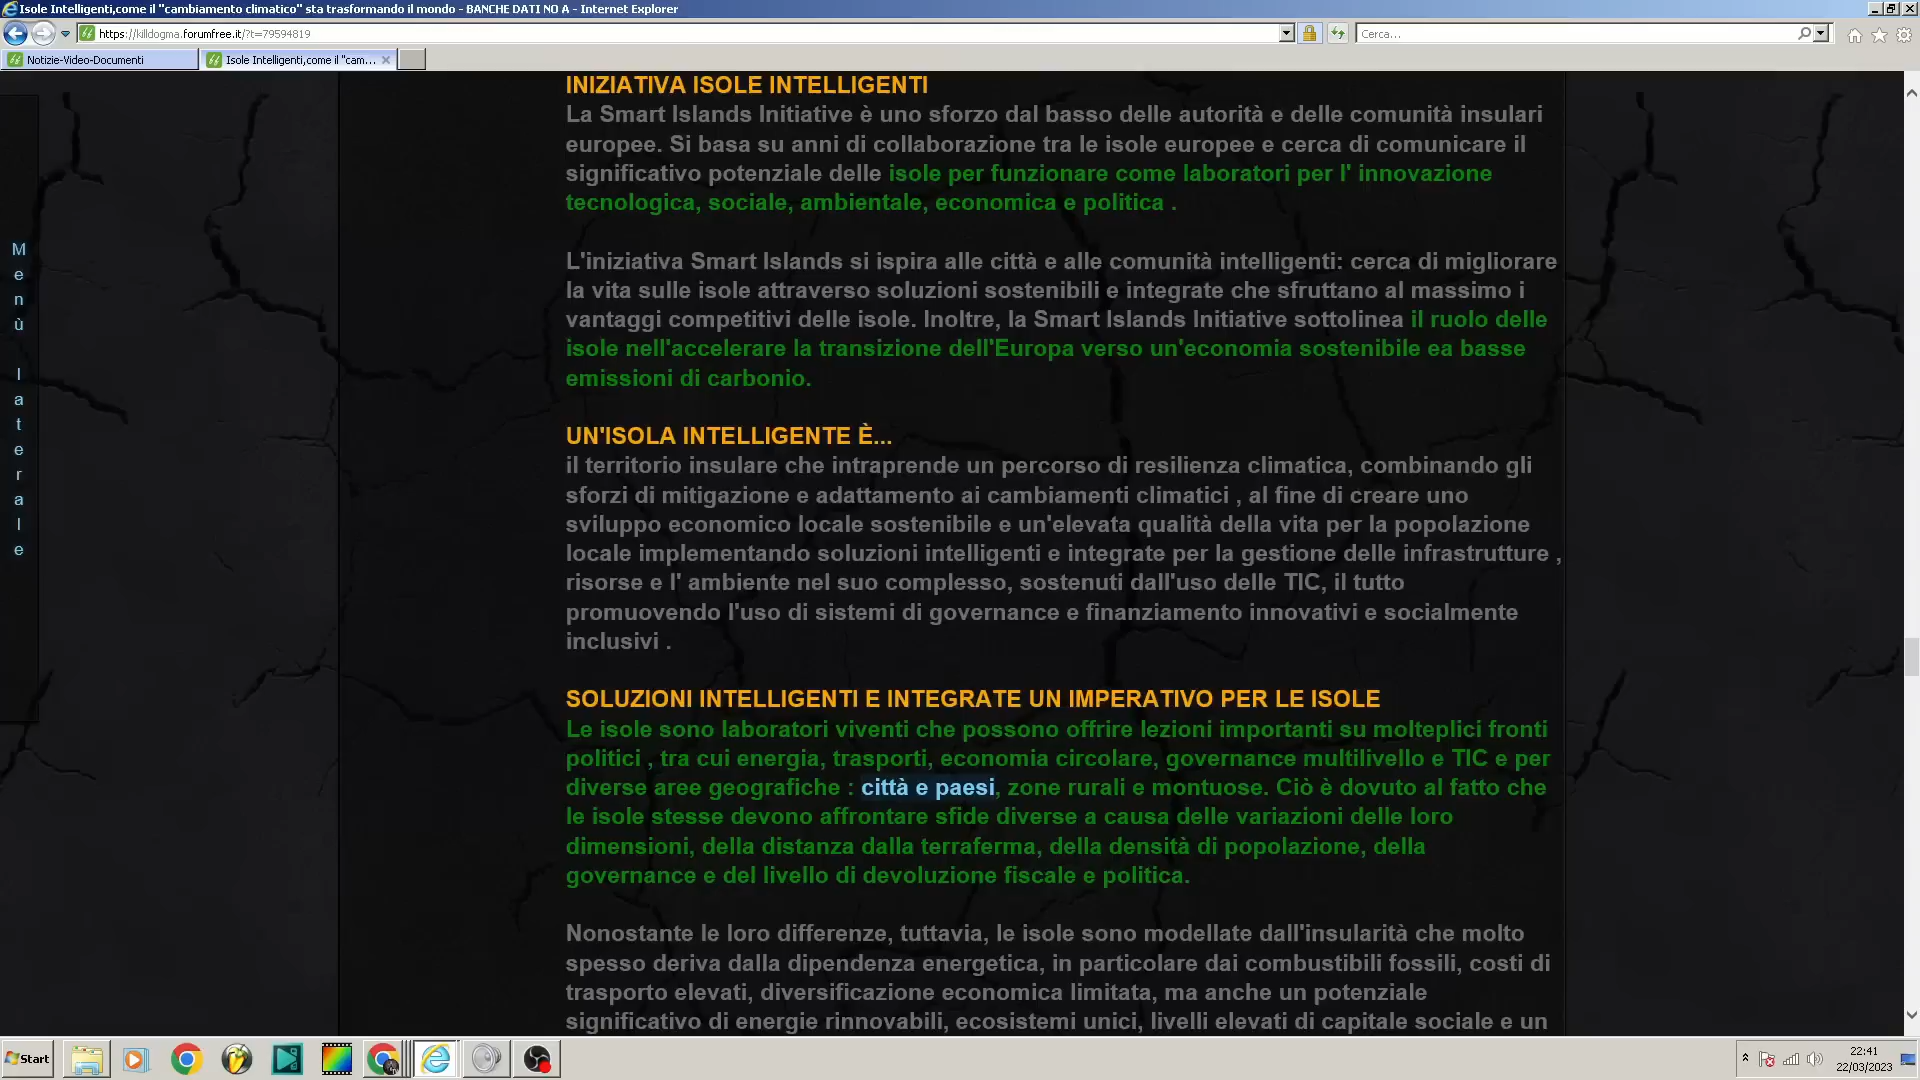 Isole Intelligenti,come il "cambiamento climatico" sta trasformando il mondo - BANCHE DATI NO A - Internet Explorer
https://killdogma.forumfree.it/?t=79594819
Cerca...
Notizie-Video-Documenti
Isole Intelligenti,come il "cam...
Menù laterale
INIZIATIVA ISOLE INTELLIGENTI
La Smart Islands Initiative è uno sforzo dal basso delle autorità e delle comunità insulari
europee. Si basa su anni di collaborazione tra le isole europee e cerca di comunicare il
significativo potenziale delle isole per funzionare come laboratori per l' innovazione
tecnologica, sociale, ambientale, economica e politica .
L'iniziativa Smart Islands si ispira alle città e alle comunità intelligenti: cerca di migliorare
la vita sulle isole attraverso soluzioni sostenibili e integrate che sfruttano al massimo i
vantaggi competitivi delle isole. Inoltre, la Smart Islands Initiative sottolinea il ruolo delle
isole nell'accelerare la transizione dell'Europa verso un'economia sostenibile ea basse
emissioni di carbonio.
UN'ISOLA INTELLIGENTE È...
il territorio insulare che intraprende un percorso di resilienza climatica, combinando gli
sforzi di mitigazione e adattamento ai cambiamenti climatici , al fine di creare uno
sviluppo economico locale sostenibile e un'elevata qualità della vita per la popolazione
locale implementando soluzioni intelligenti e integrate per la gestione delle infrastrutture ,
risorse e l' ambiente nel suo complesso, sostenuti dall'uso delle TIC, il tutto
promuovendo l'uso di sistemi di governance e finanziamento innovativi e socialmente
inclusivi .
SOLUZIONI INTELLIGENTI E INTEGRATE UN IMPERATIVO PER LE ISOLE
Le isole sono laboratori viventi che possono offrire lezioni importanti su molteplici fronti
politici , tra cui energia, trasporti, economia circolare, governance multilivello e TIC e per
diverse aree geografiche : città e paesi, zone rurali e montuose. Ciò è dovuto al fatto che
le isole stesse devono affrontare sfide diverse a causa delle variazioni delle loro
dimensioni, della distanza dalla terraferma, della densità di popolazione, della
governance e del livello di devoluzione fiscale e politica.
Nonostante le loro differenze, tuttavia, le isole sono modellate dall'insularità che molto
spesso deriva dalla dipendenza energetica, in particolare dai combustibili fossili, costi di
trasporto elevati, diversificazione economica limitata, ma anche un potenziale
significativo di energie rinnovabili, ecosistemi unici, livelli elevati di capitale sociale e un
Start
22:41
22/03/2023